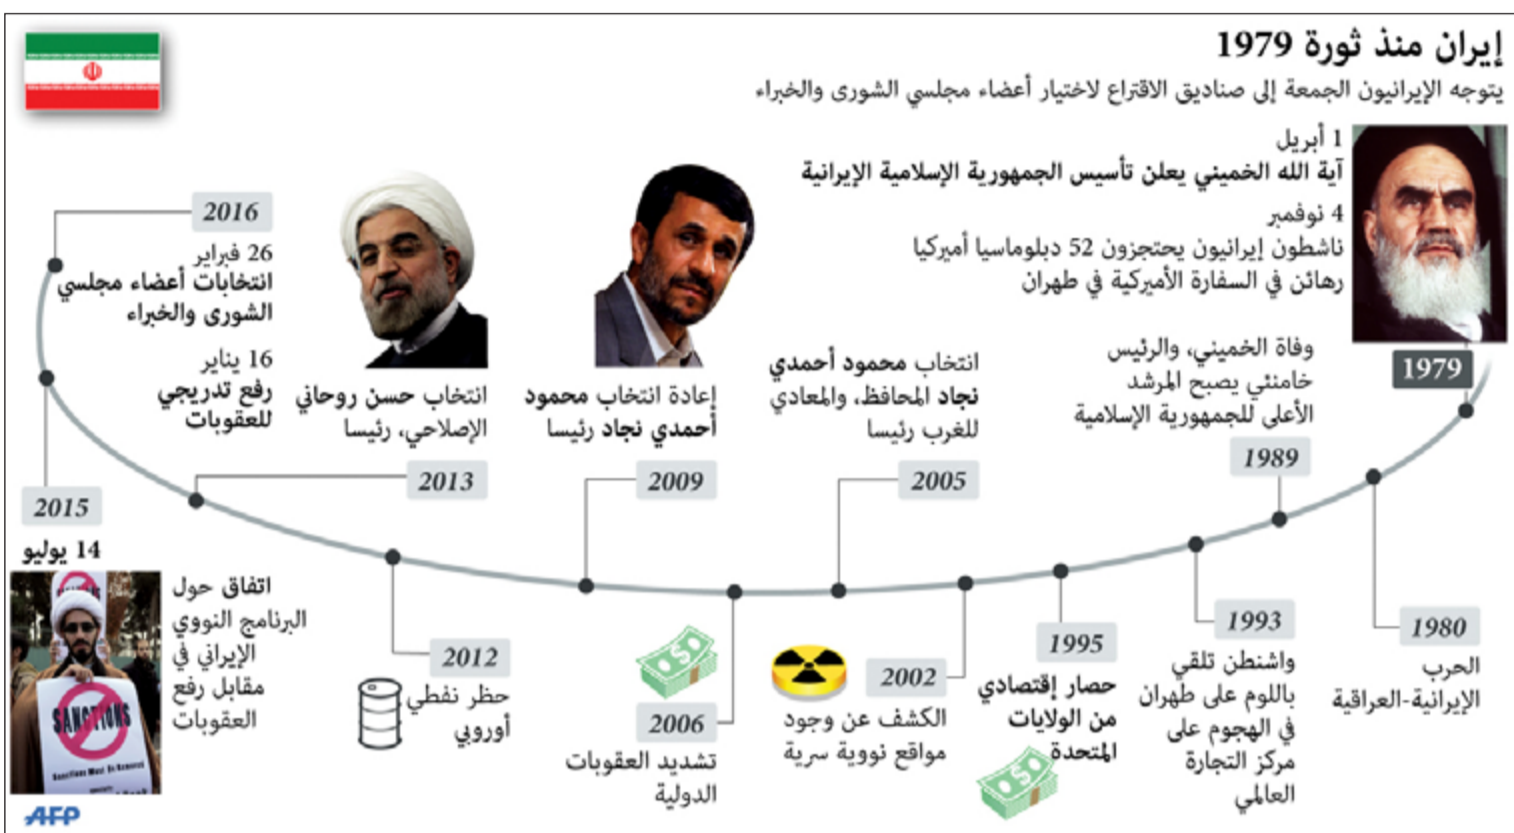 إيران منذ ثورة 1979
يتوجه الإيرانيون الجمعة إلى صناديق الاقتراع لاختيار أعضاء مجلسي الشورى والخبراء
1 أبريل
آية الله الخميني يعلن تأسيس الجمهورية الإسلامية الإيرانية
4 نوفمبر
ناشطون إيرانيون يحتجزون 52 دبلوماسيا أميركيا
رهائن في السفارة الأميركية في طهران
1979
1980
الحرب
الإيرانية-العراقية
وفاة الخميني، والرئيس
خامنئي يصبح المرشد
الأعلى للجمهورية الإسلامية
1989
1993
واشنطن تلقي
باللوم على طهران
في الهجوم على
مركز التجارة
العالمي
1995
حصار إقتصادي
من الولايات
المتحدة
2002
الكشف عن وجود
مواقع نووية سرية
انتخاب محمود أحمدي
نجاد المحافظ، والمعادي
للغرب رئيسا
2005
2006
تشديد العقوبات
الدولية
إعادة انتخاب محمود
أحمدي نجاد رئيسا
2009
2012
حظر نفطي
أوروبي
انتخاب حسن روحاني
الإصلاحي، رئيسا
2013
2015
14 يوليو
اتفاق حول
البرنامج النووي
الإيراني في
مقابل رفع
العقوبات
SANCTIONS
Sanctions Must Be Removed
2016
26 فبراير
انتخابات أعضاء مجلسي
الشورى والخبراء
16 يناير
رفع تدريجي
للعقوبات
AFP